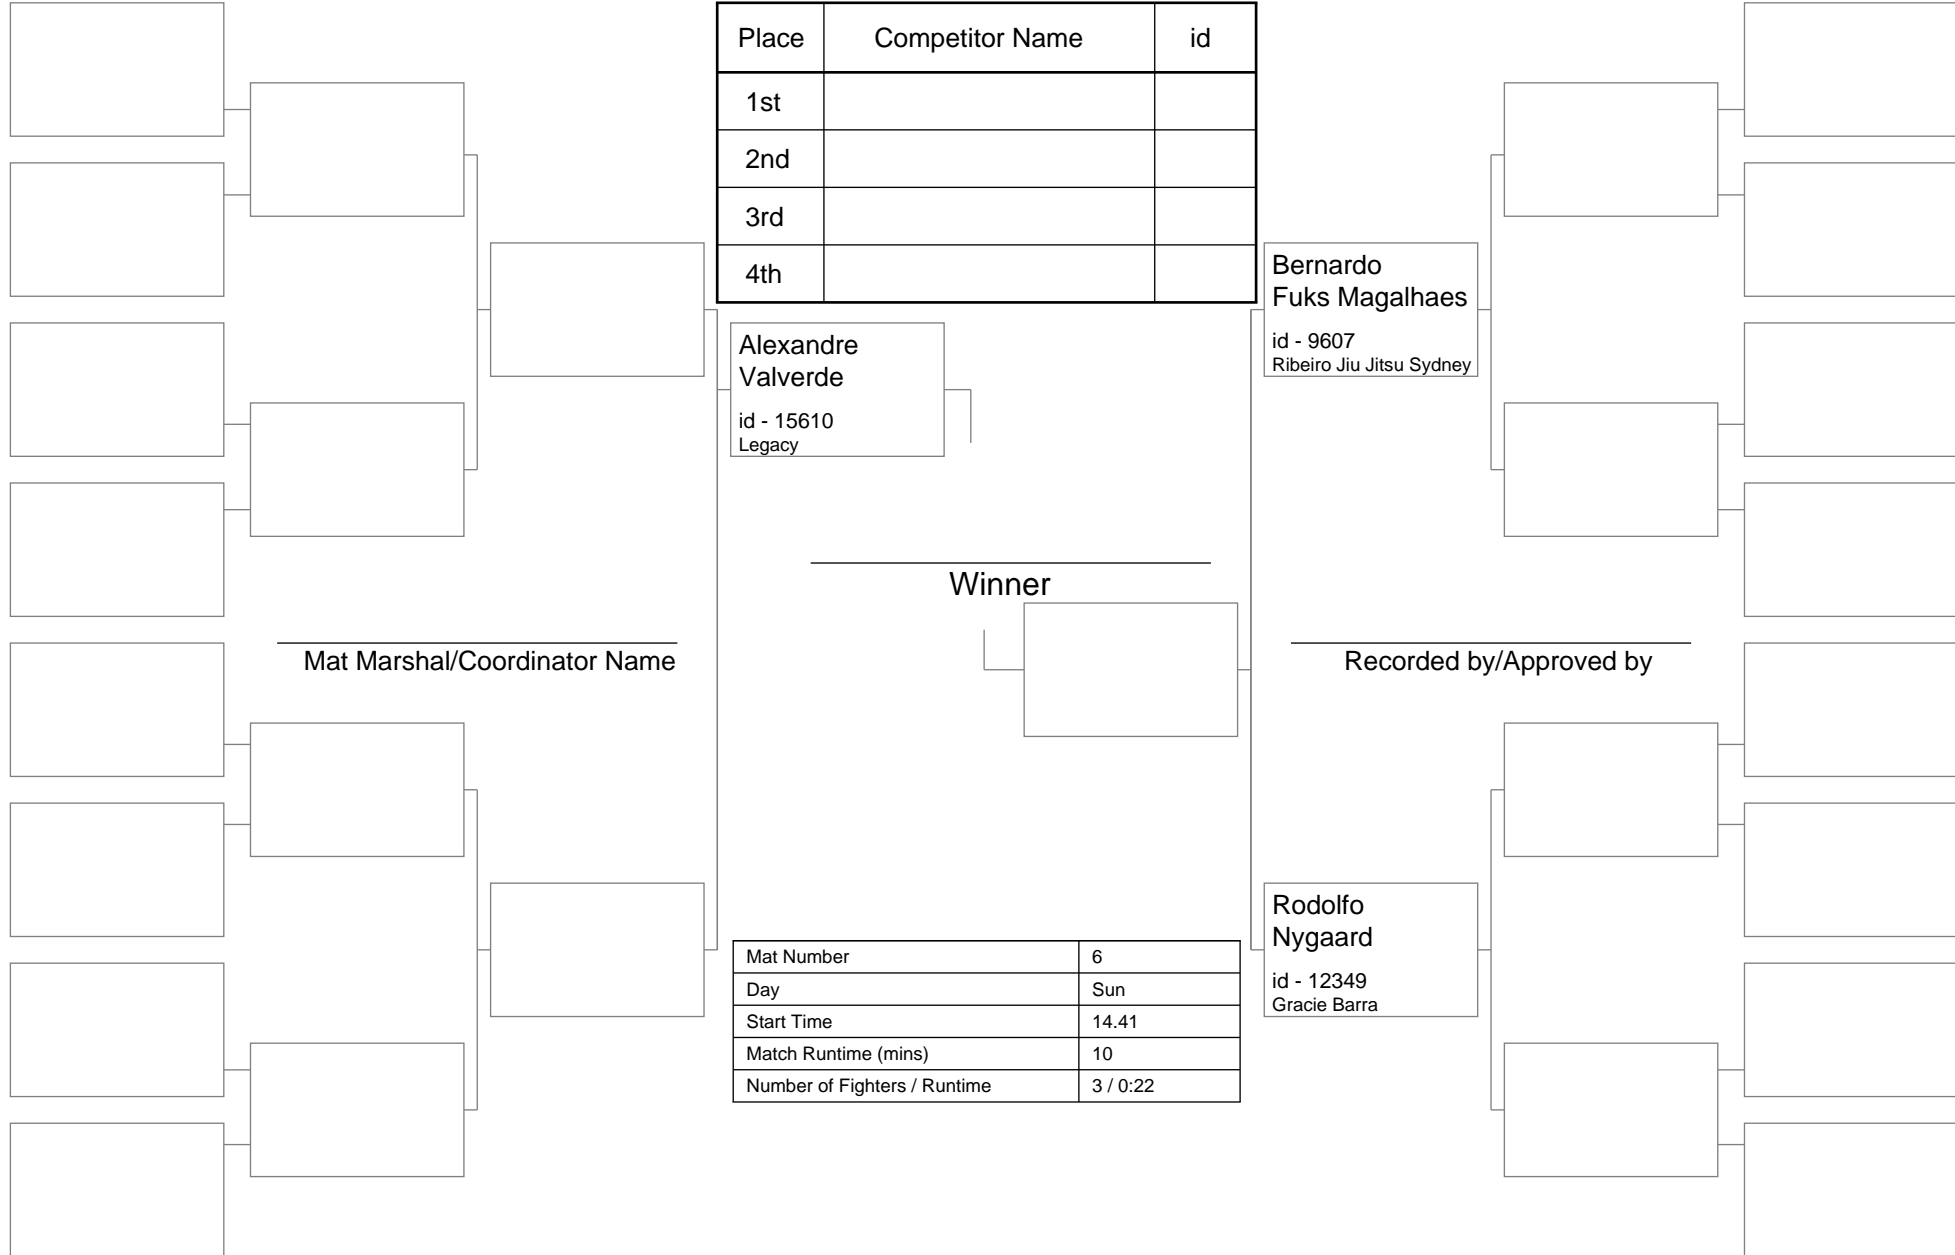 Place Competitor Name id
1st
2nd
3rd
4th
Bernardo
Fuks Magalhaes
id - 9607
Ribeiro Jiu Jitsu Sydney
Alexandre
Valverde
id - 15610
Legacy
Winner
Mat Marshal/Coordinator Name
Recorded by/Approved by
Rodolfo
Nygaard
id - 12349
Gracie Barra
Mat Number 6
Day Sun
Start Time 14.41
Match Runtime (mins) 10
Number of Fighters / Runtime 3 / 0:22